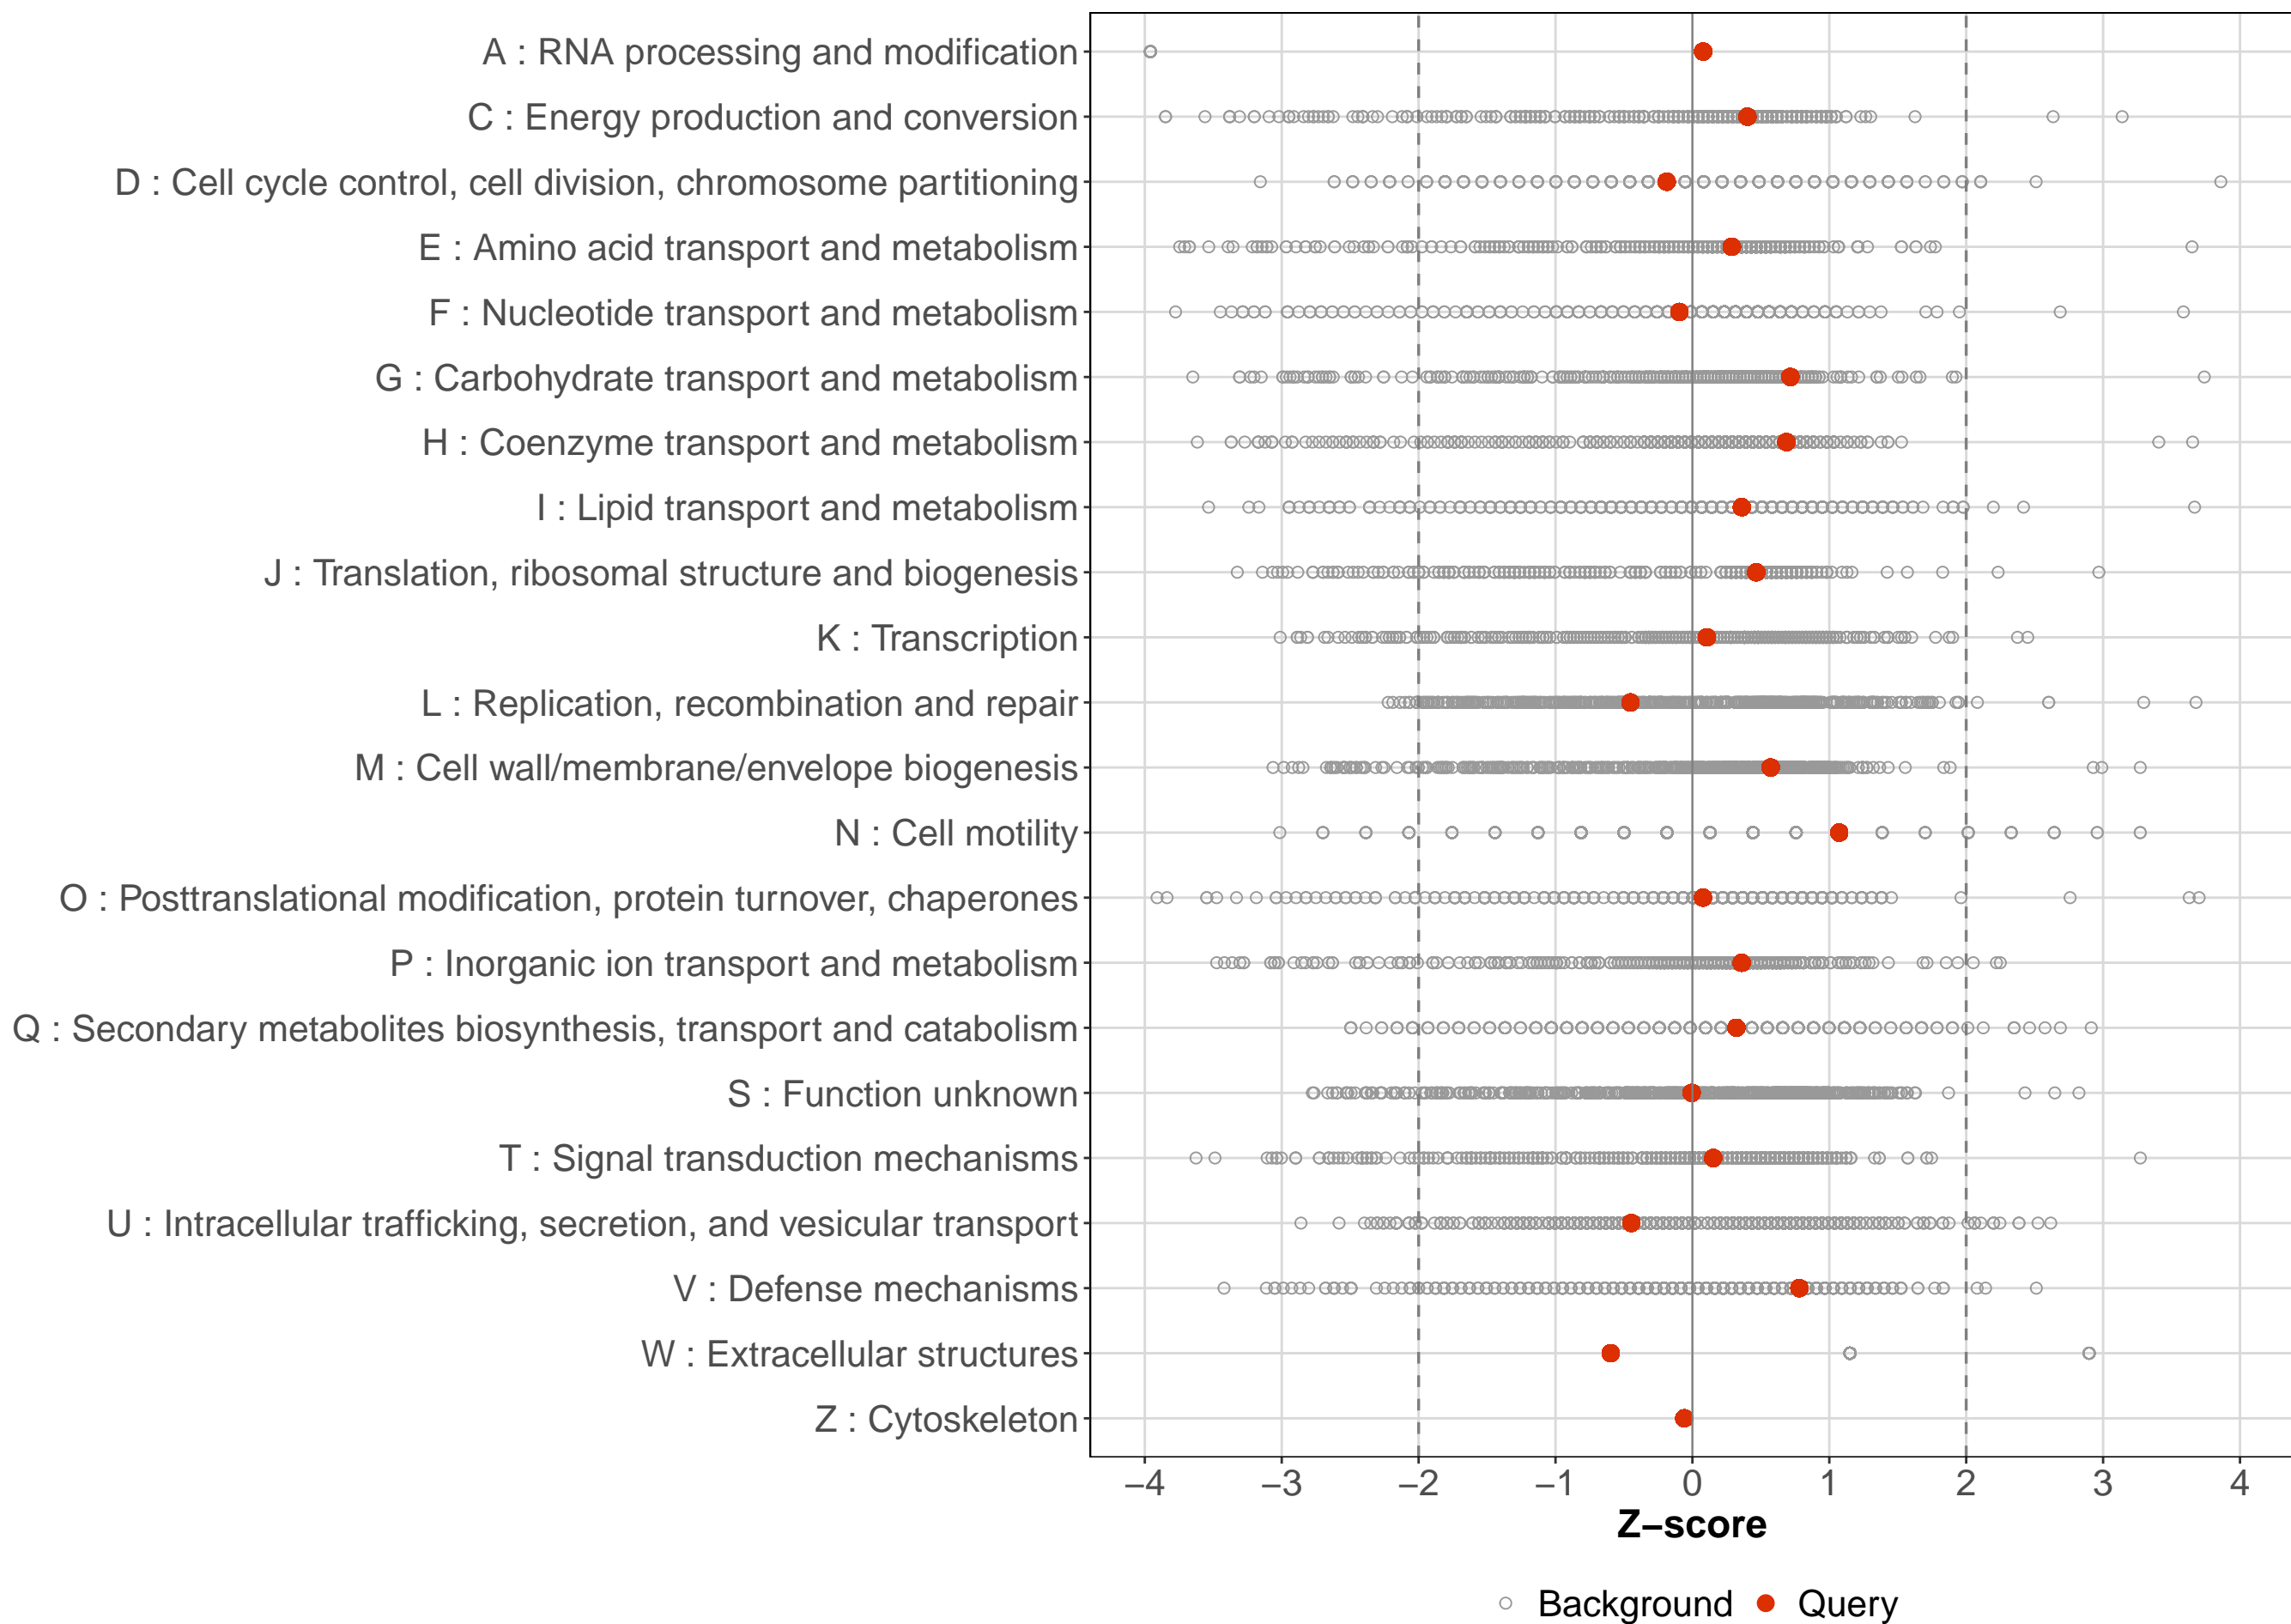 A : RNA processing and modification
C : Energy production and conversion
D : Cell cycle control, cell division, chromosome partitioning
E : Amino acid transport and metabolism
F : Nucleotide transport and metabolism
G : Carbohydrate transport and metabolism
H : Coenzyme transport and metabolism
I : Lipid transport and metabolism
J : Translation, ribosomal structure and biogenesis
K : Transcription
L : Replication, recombination and repair
M : Cell wall/membrane/envelope biogenesis
N : Cell motility
O : Posttranslational modification, protein turnover, chaperones
P : Inorganic ion transport and metabolism
Q : Secondary metabolites biosynthesis, transport and catabolism
S : Function unknown
T : Signal transduction mechanisms
U : Intracellular trafficking, secretion, and vesicular transport
V : Defense mechanisms
W : Extracellular structures
Z : Cytoskeleton
−4 −3 −2 −1 0 1 2 3 4
Z−score
Background Query